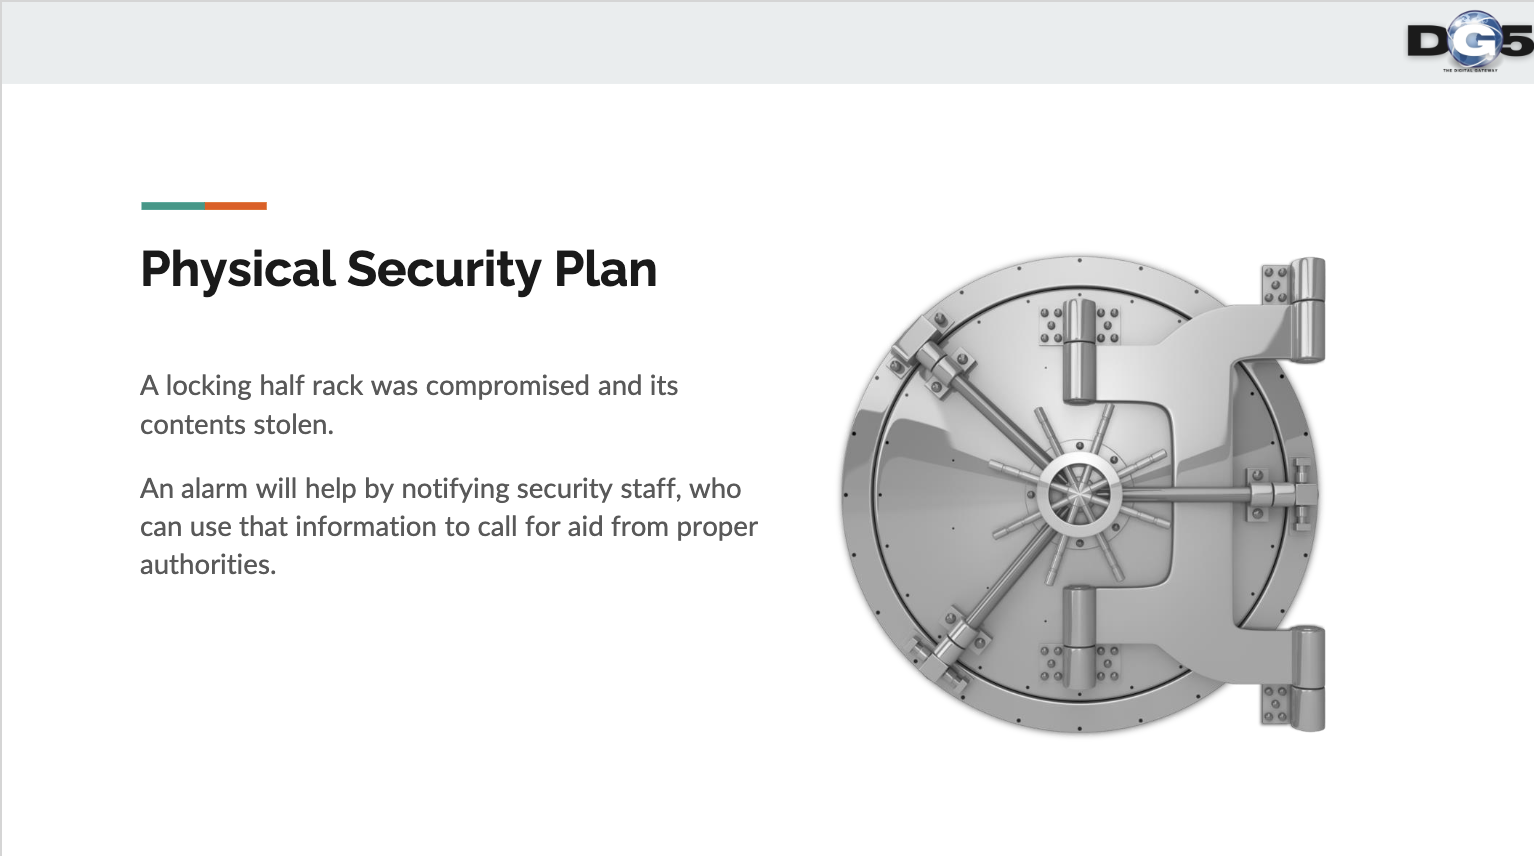 DG5
THE DIGITAL GATEWAY
Physical Security Plan
A locking half rack was compromised and its
contents stolen.
An alarm will help by notifying security staff, who
can use that information to call for aid from proper
authorities.